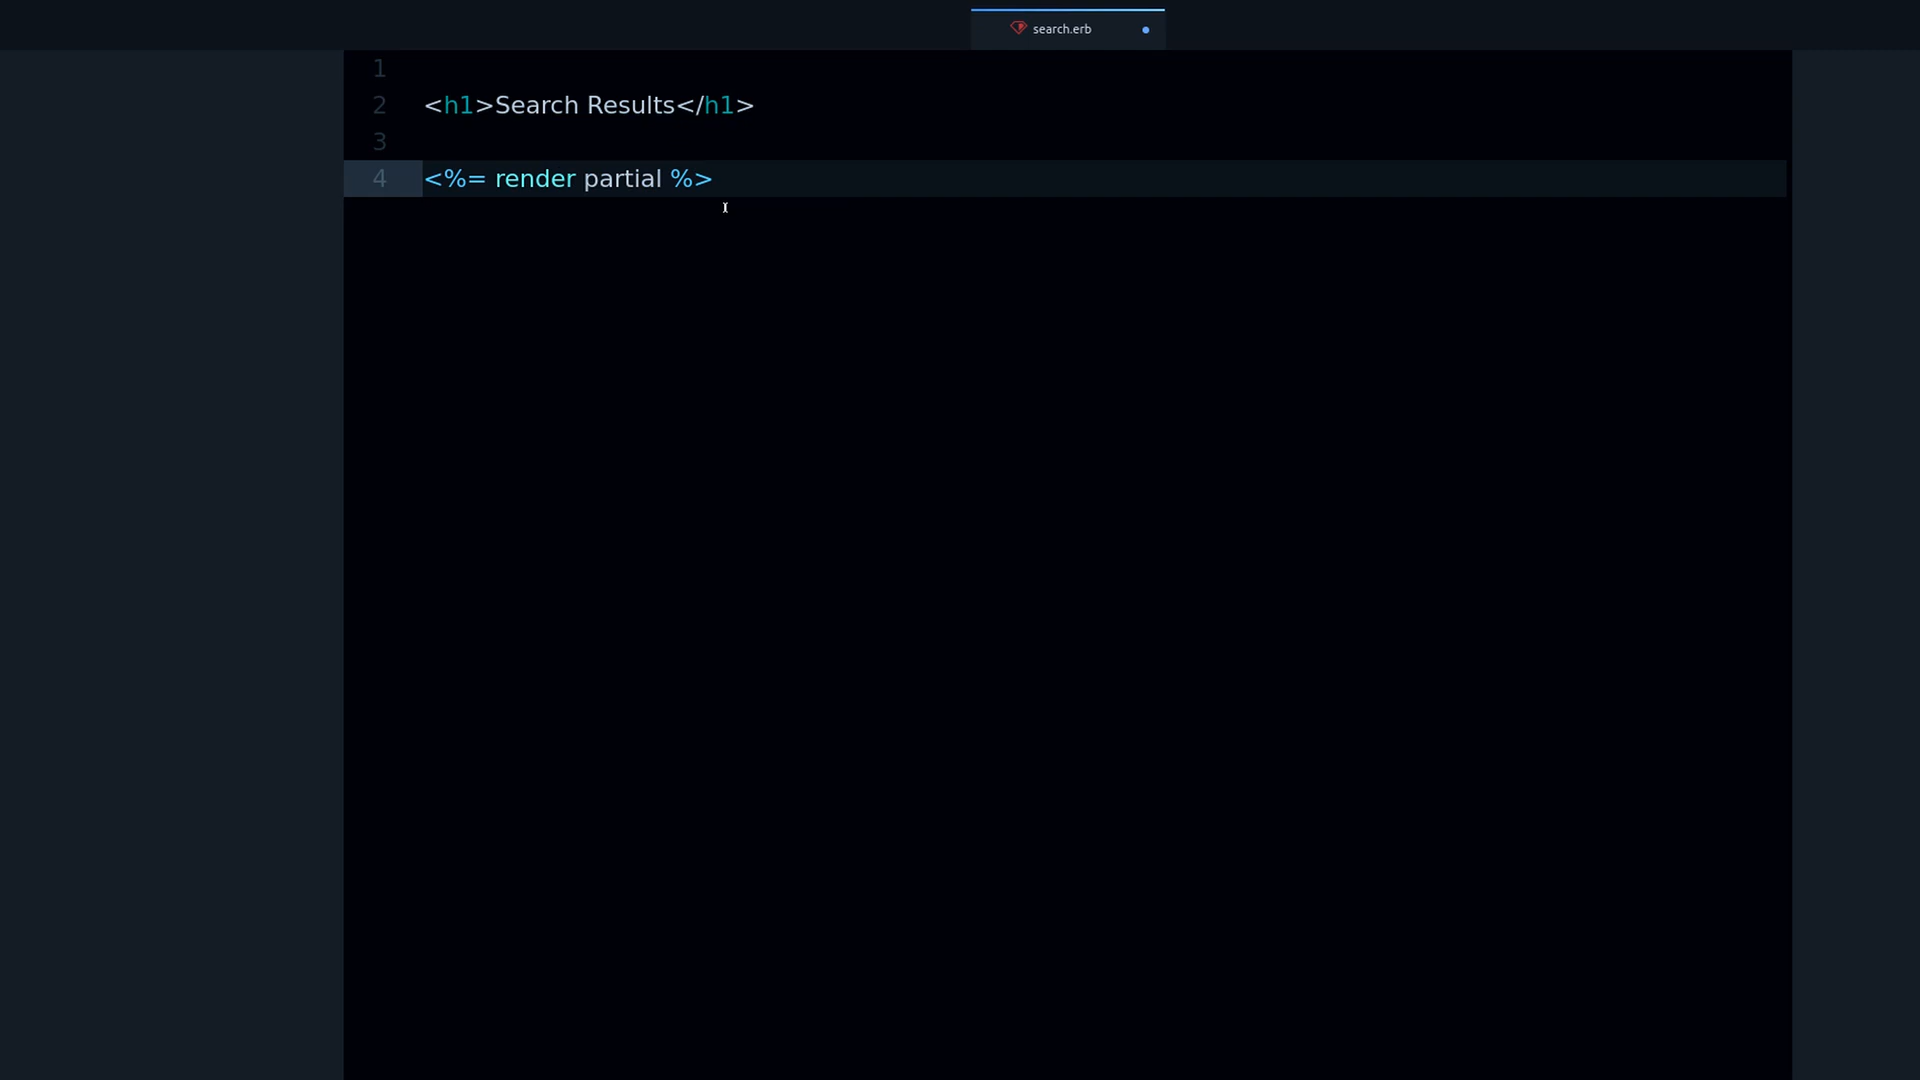 search.erb
1
2 <h1>Search Results</h1>
3
4 <%= render partial %>